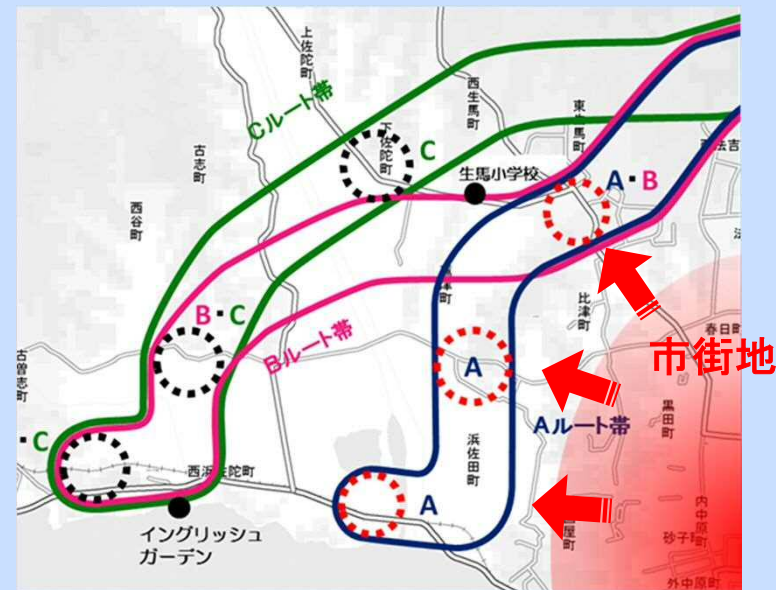 上佐陀町
Cルート帯
下佐陀町
西生馬町
東生馬町
C
生馬小学校
古志町
西谷町
A・B
比津町
B・C
Bルート帯
春日町
市街地
古曽志町
A
Aルート帯
黒田町
・C
浜佐田町
西浜佐陀町
A
内中原町
イングリッシュ
ガーデン
外中原町